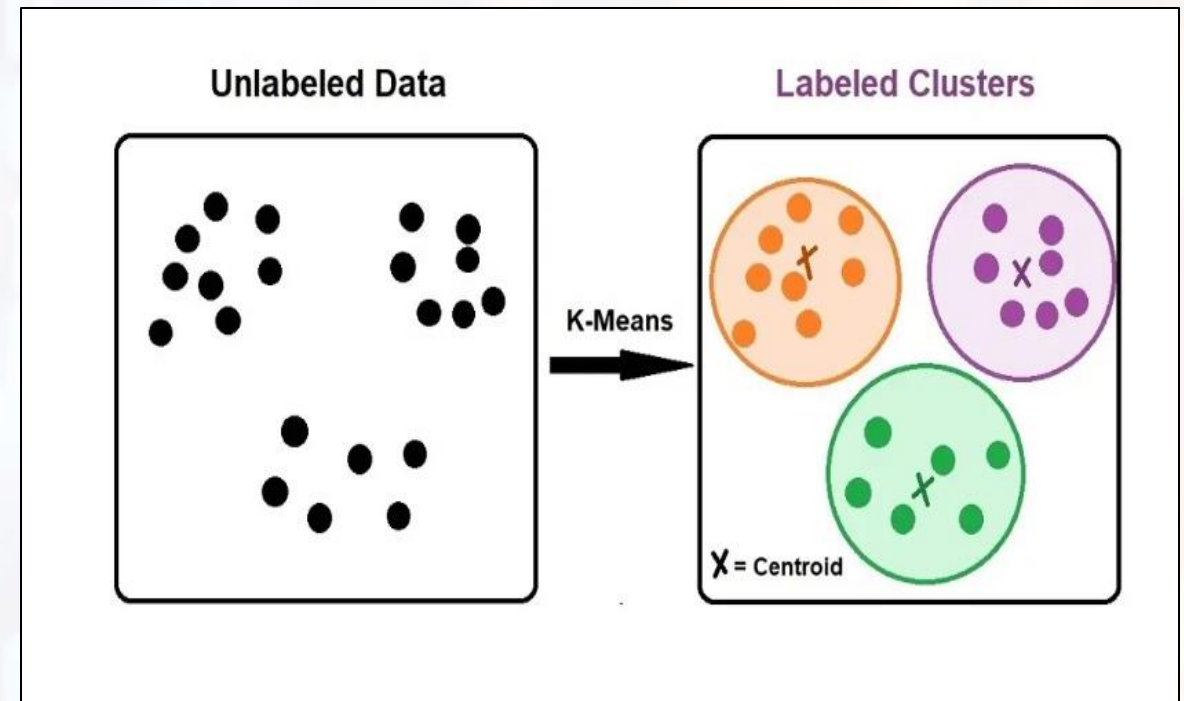 Unlabeled Data
Labeled Clusters
K-Means
X = Centroid